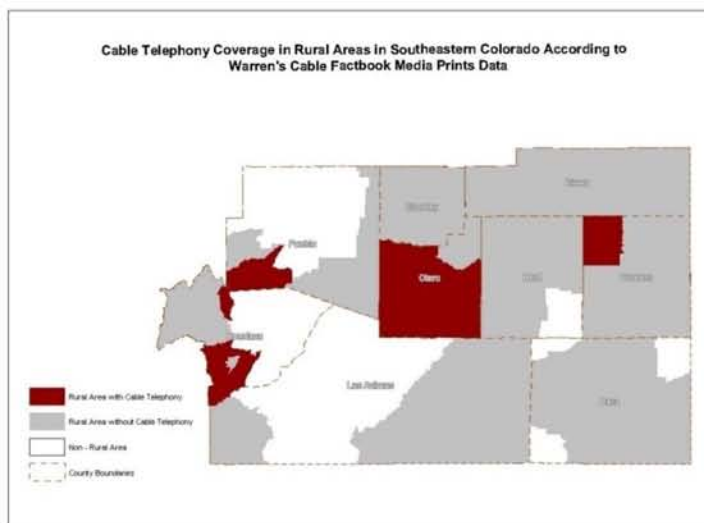 Cable Telephony Coverage in Rural Areas in Southeastern Colorado According to
Warren's Cable Factbook Media Prints Data
Pueblo
Otero
Las Animas
Rural Area with Cable Telephony
Rural Area without Cable Telephony
Non - Rural Area
County Boundaries